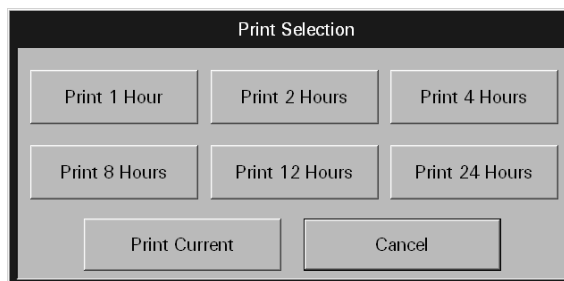 Print Selection
Print 1 Hour Print 2 Hours Print 4 Hours
Print 8 Hours Print 12 Hours Print 24 Hours
Print Current Cancel